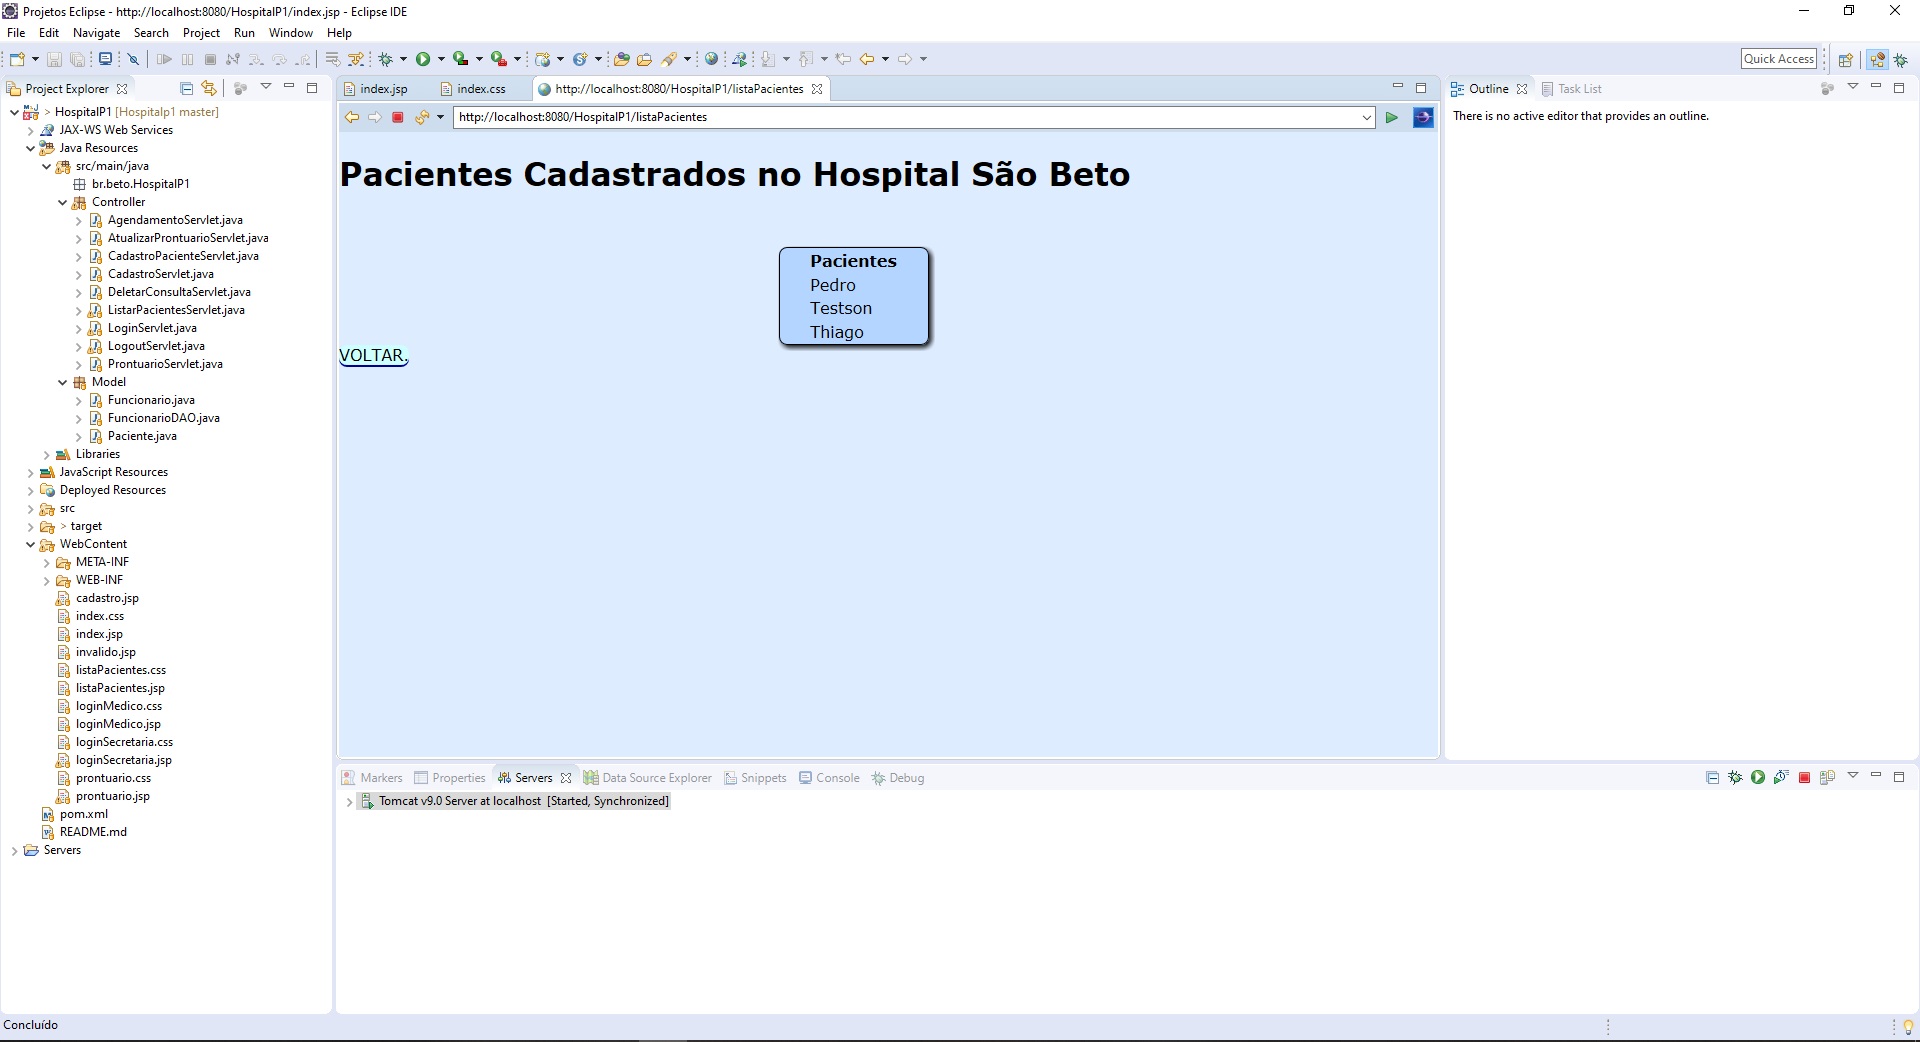 Projetos Eclipse - http://localhost:8080/HospitalP1/index.jsp - Eclipse IDE
File Edit Navigate Search Project Run Window Help
Quick Access
Project Explorer
HospitalP1 [HospitalP1 master]
JAX-WS Web Services
Java Resources
src/main/java
br.beto.HospitalP1
Controller
AgendamentoServlet.java
AtualizarProntuarioServlet.java
CadastroPacienteServlet.java
CadastroServlet.java
DeletarConsultaServlet.java
ListarPacientesServlet.java
LoginServlet.java
LogoutServlet.java
ProntuarioServlet.java
Model
Funcionario.java
FuncionarioDAO.java
Paciente.java
Libraries
JavaScript Resources
Deployed Resources
src
> target
WebContent
META-INF
WEB-INF
cadastro.jsp
index.css
index.jsp
invalido.jsp
listaPacientes.css
listaPacientes.jsp
loginMedico.css
loginMedico.jsp
loginSecretaria.css
loginSecretaria.jsp
prontuario.css
prontuario.jsp
pom.xml
README.md
Servers
index.jsp index.css http://localhost:8080/HospitalP1/listaPacientes
http://localhost:8080/HospitalP1/listaPacientes
Pacientes Cadastrados no Hospital São Beto
Pacientes
Pedro
Testson
Thiago
VOLTAR.
Outline Task List
There is no active editor that provides an outline.
Markers Properties Servers Data Source Explorer Snippets Console Debug
Tomcat v9.0 Server at localhost [Started, Synchronized]
Concluído